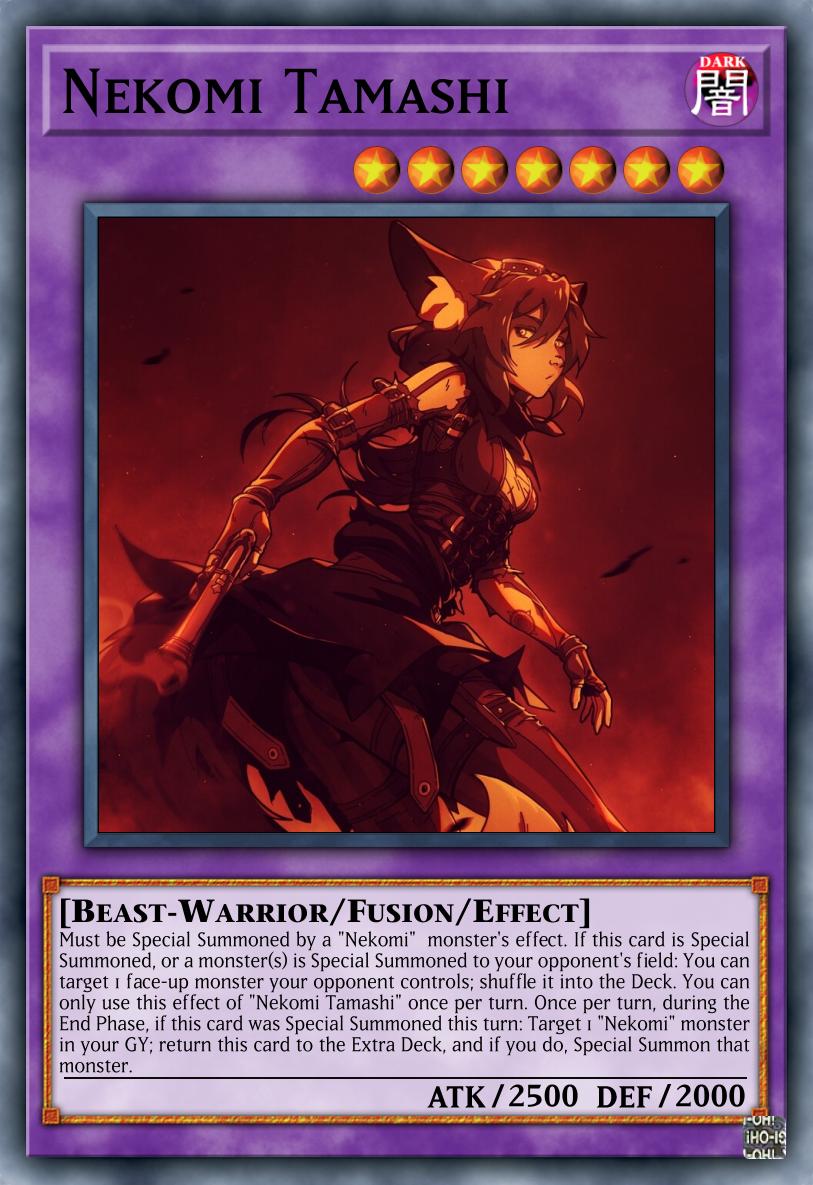 Nekomi Tamashi
DARK
闇
[Beast-Warrior/Fusion/Effect]
Must be Special Summoned by a "Nekomi" monster's effect. If this card is Special
Summoned, or a monster(s) is Special Summoned to your opponent's field: You can
target 1 face-up monster your opponent controls; shuffle it into the Deck. You can
only use this effect of "Nekomi Tamashi" once per turn. Once per turn, during the
End Phase, if this card was Special Summoned this turn: Target 1 "Nekomi" monster
in your GY; return this card to the Extra Deck, and if you do, Special Summon that
monster.
ATK/2500 DEF/2000